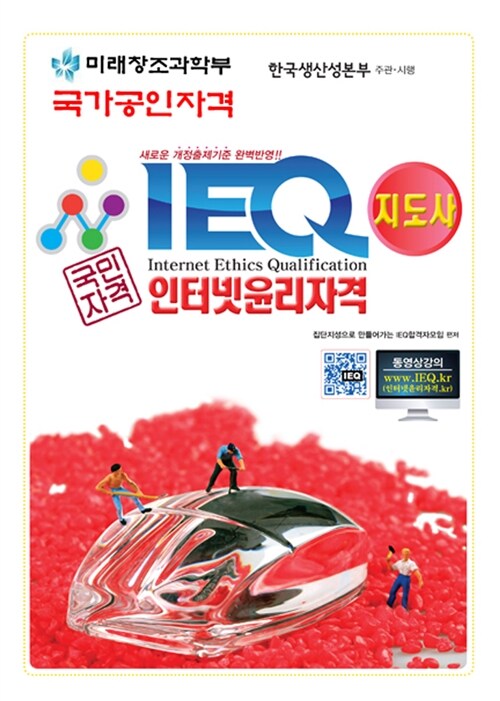 미래창조과학부
한국생산성본부 주관·시행
국가공인자격
새로운 개정출제기준 완벽반영!!
IEQ
지도사
Internet Ethics Qualification
국민
자격
인터넷윤리자격
집단지성으로 만들어가는 IEQ합격자모임 편저
IEQ
동영상강의
www.IEQ.kr
(인터넷윤리자격.kr)